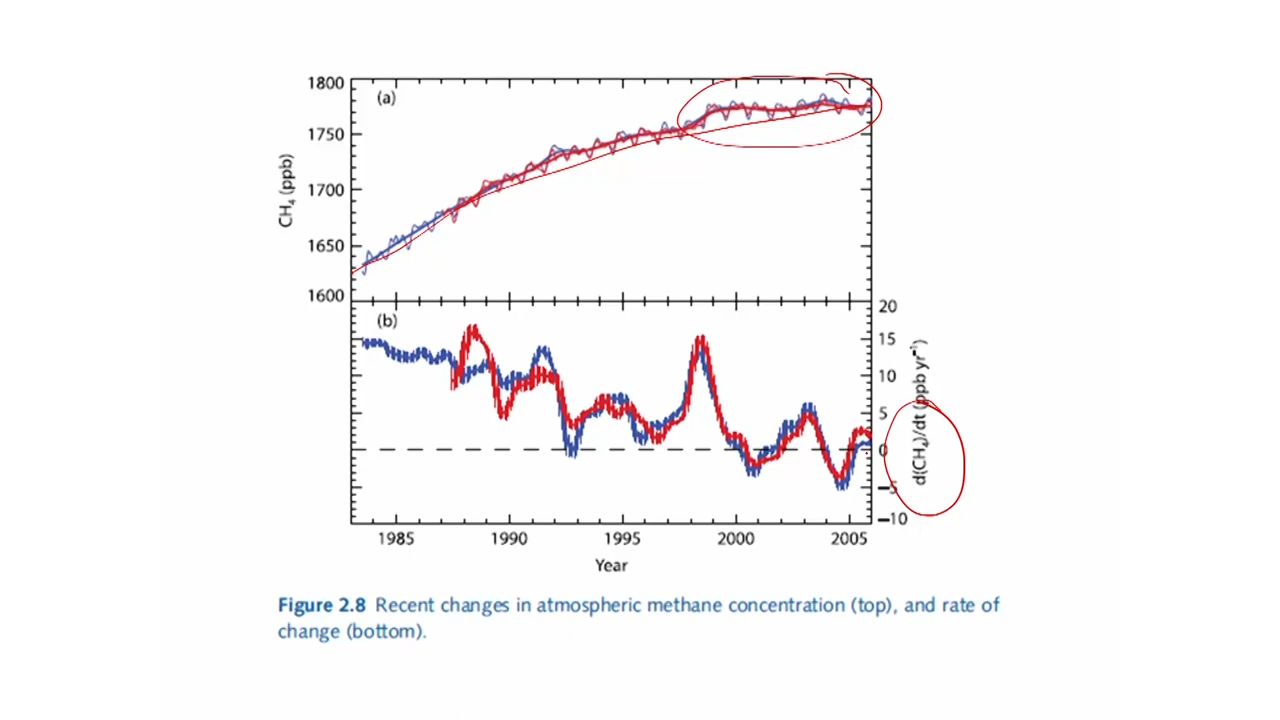 1800
(a)
1750
CH₄ (ppb)
1700
1650
1600
(b)
20
15
10
5
0
–5
–10
d(CH₄)/dt (ppb yr⁻¹)
1985 1990 1995 2000 2005
Year
Figure 2.8 Recent changes in atmospheric methane concentration (top), and rate of
change (bottom).